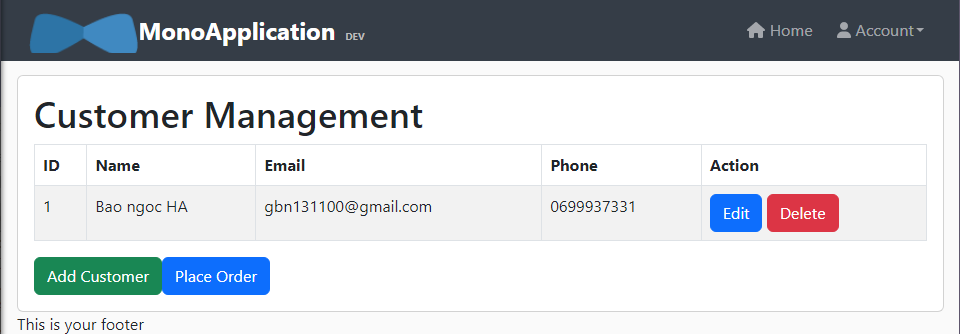 MonoApplication DEV Home Account
Customer Management
ID Name Email Phone Action
1 Bao ngoc HA gbn131100@gmail.com 0699937331 Edit Delete
Add Customer Place Order
This is your footer